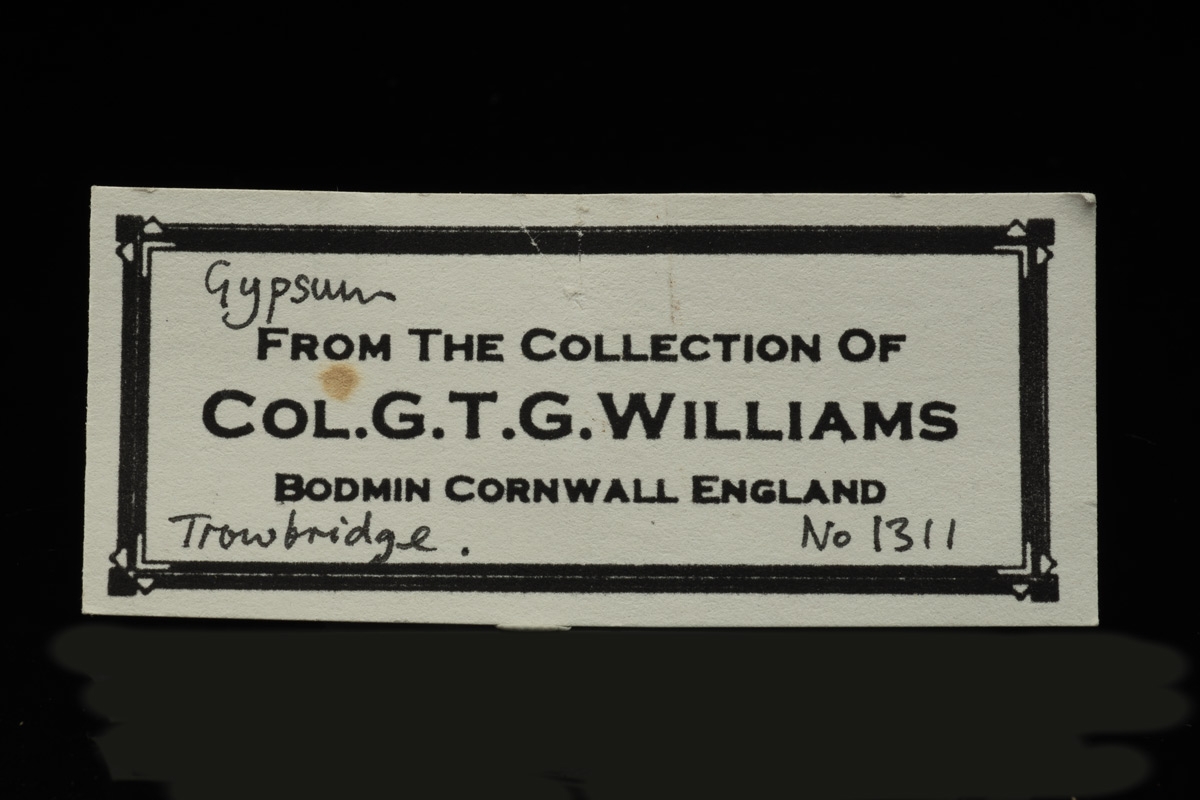 Gypsum
FROM THE COLLECTION OF
COL.G.T.G.WILLIAMS
BODMIN CORNWALL ENGLAND
Trowbridge. No 1311